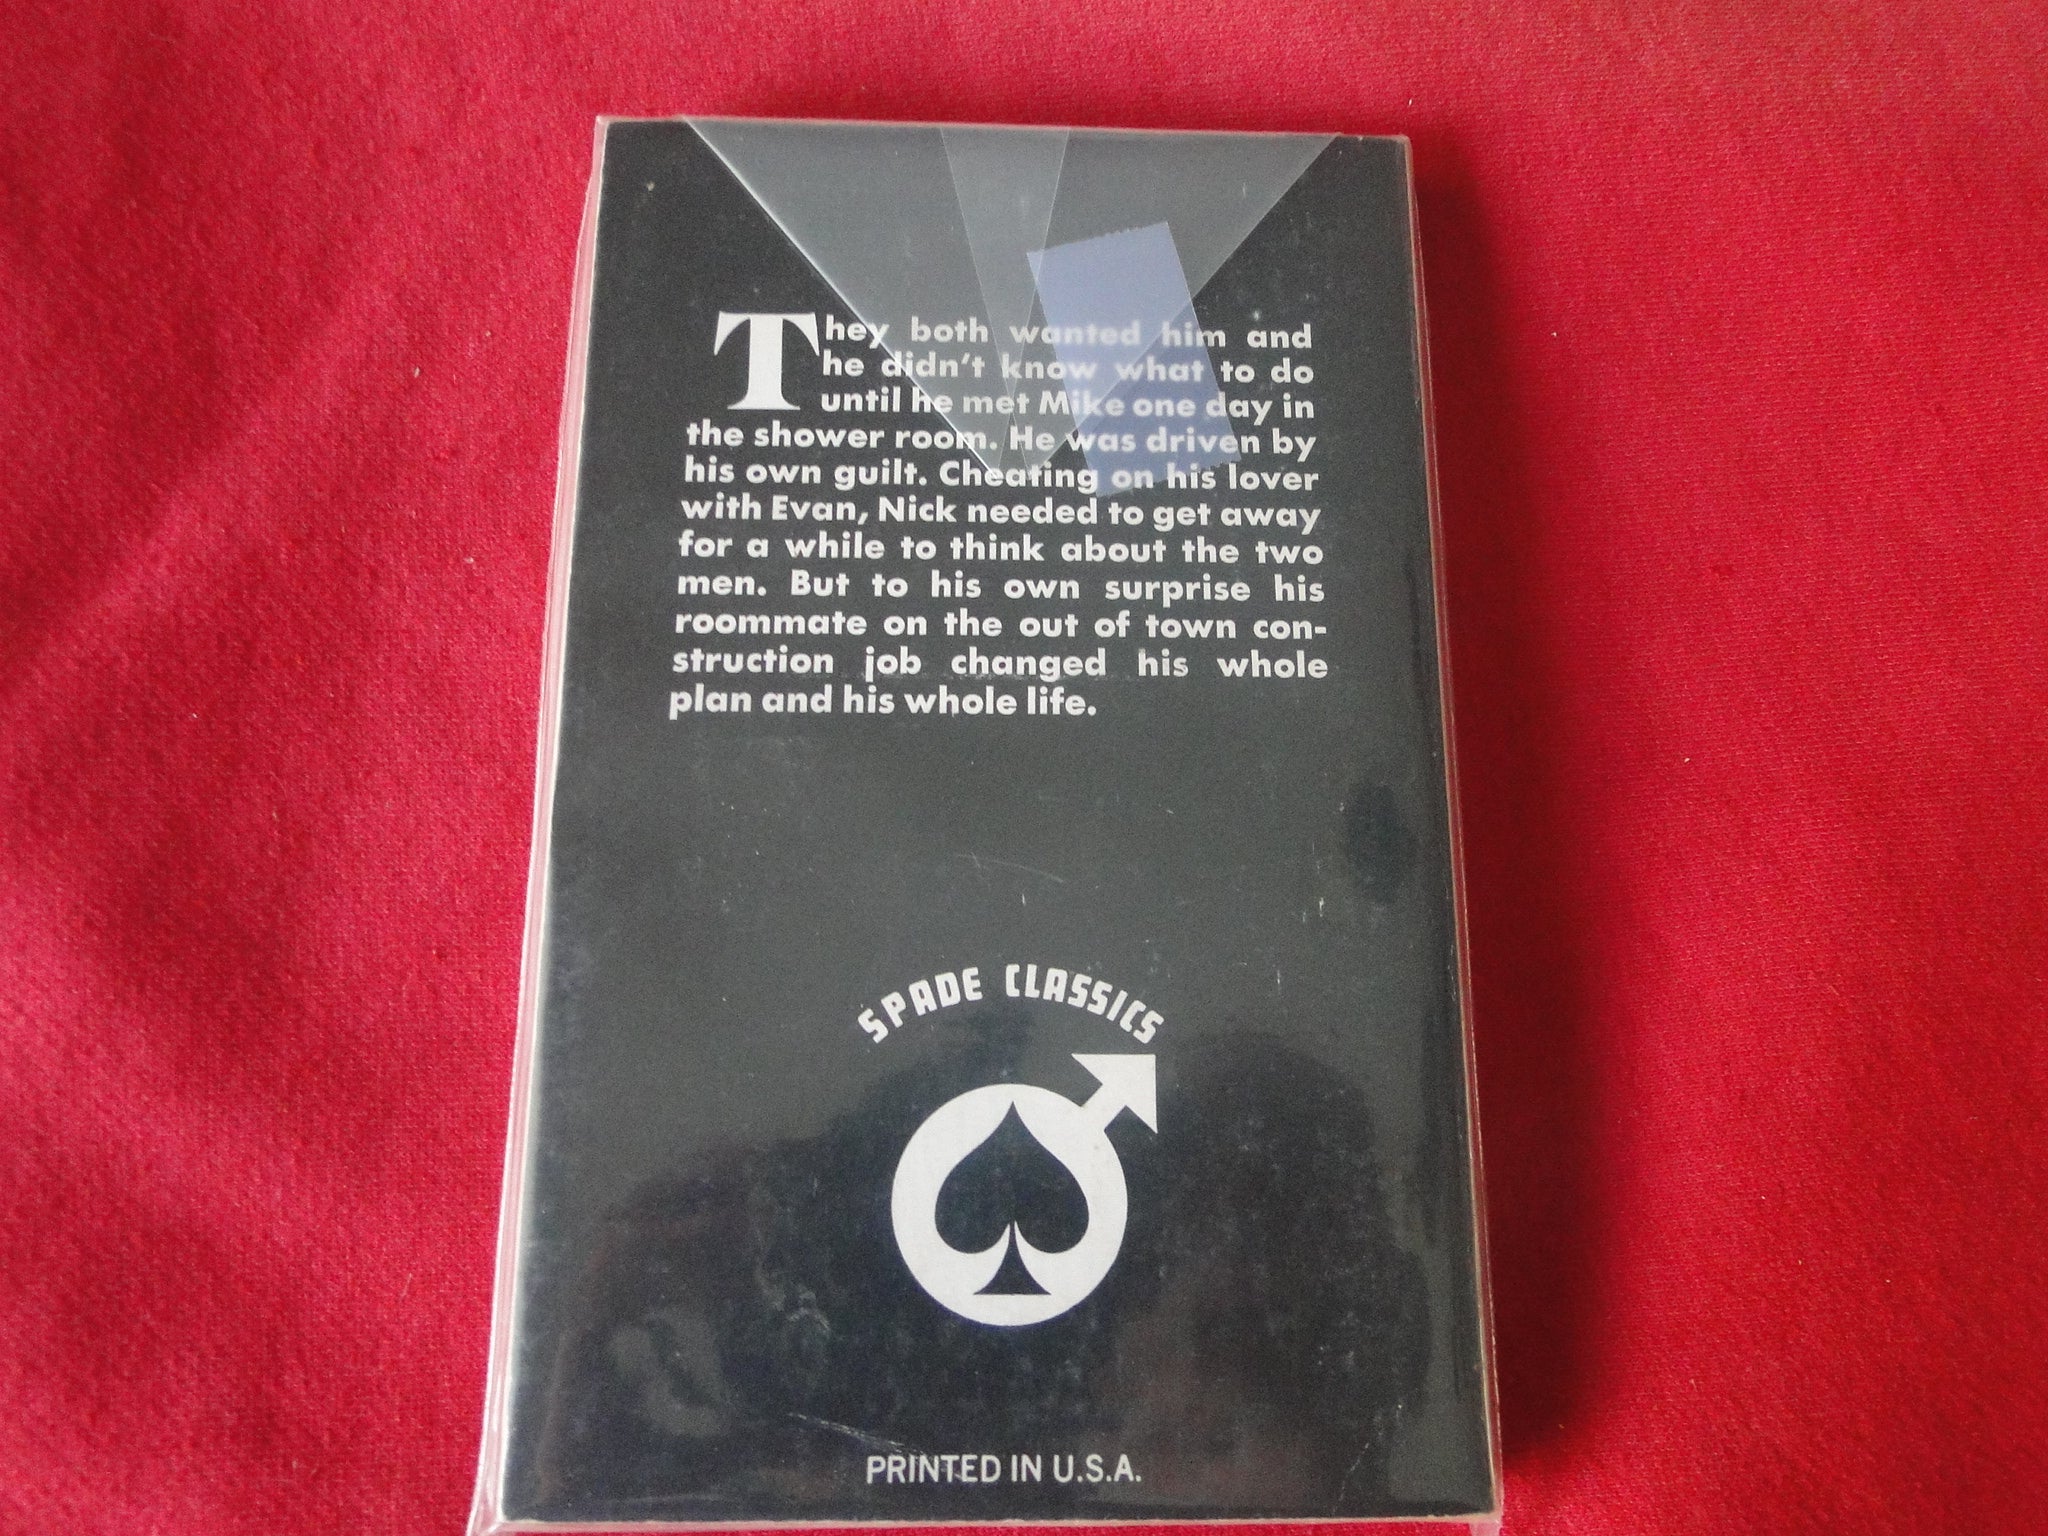 They both wanted him and
he didn't know what to do
until he met Mike one day in
the shower room. He was driven by
his own guilt. Cheating on his lover
with Evan, Nick needed to get away
for a while to think about the two
men. But to his own surprise his
roommate on the out of town con-
struction job changed his whole
plan and his whole life.
SPADE CLASSICS
PRINTED IN U.S.A.